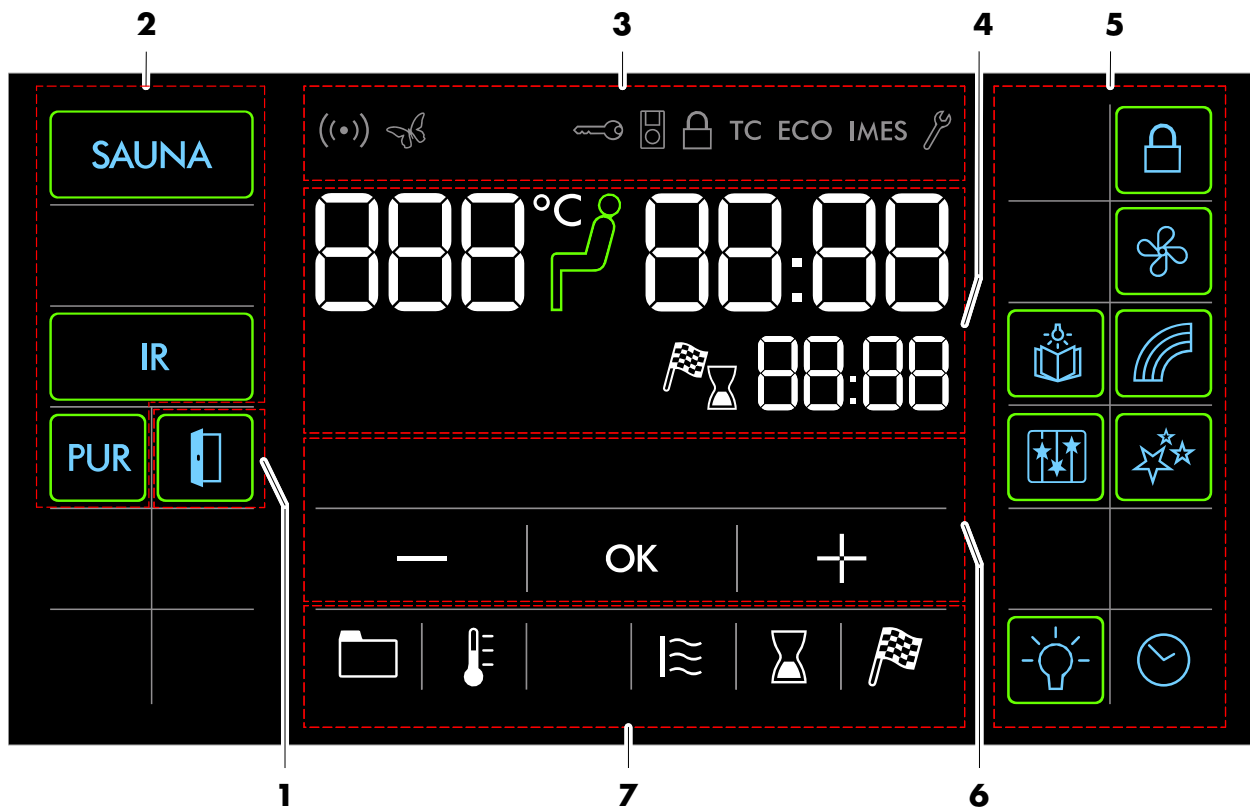 2 3 4 5
SAUNA
TC ECO IMES
888 °C 88:88
IR
88:88
PUR
— OK +
1 7 6